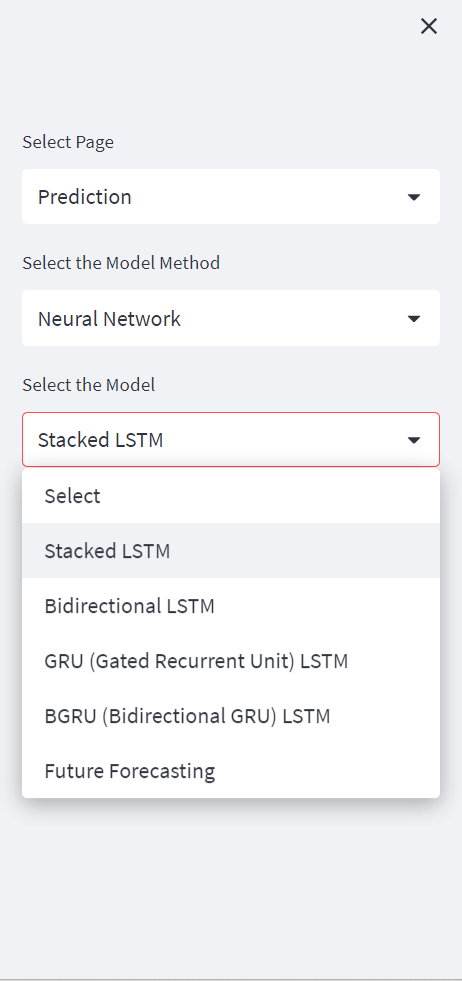 Select Page
Prediction
Select the Model Method
Neural Network
Select the Model
Stacked LSTM
Select
Stacked LSTM
Bidirectional LSTM
GRU (Gated Recurrent Unit) LSTM
BGRU (Bidirectional GRU) LSTM
Future Forecasting